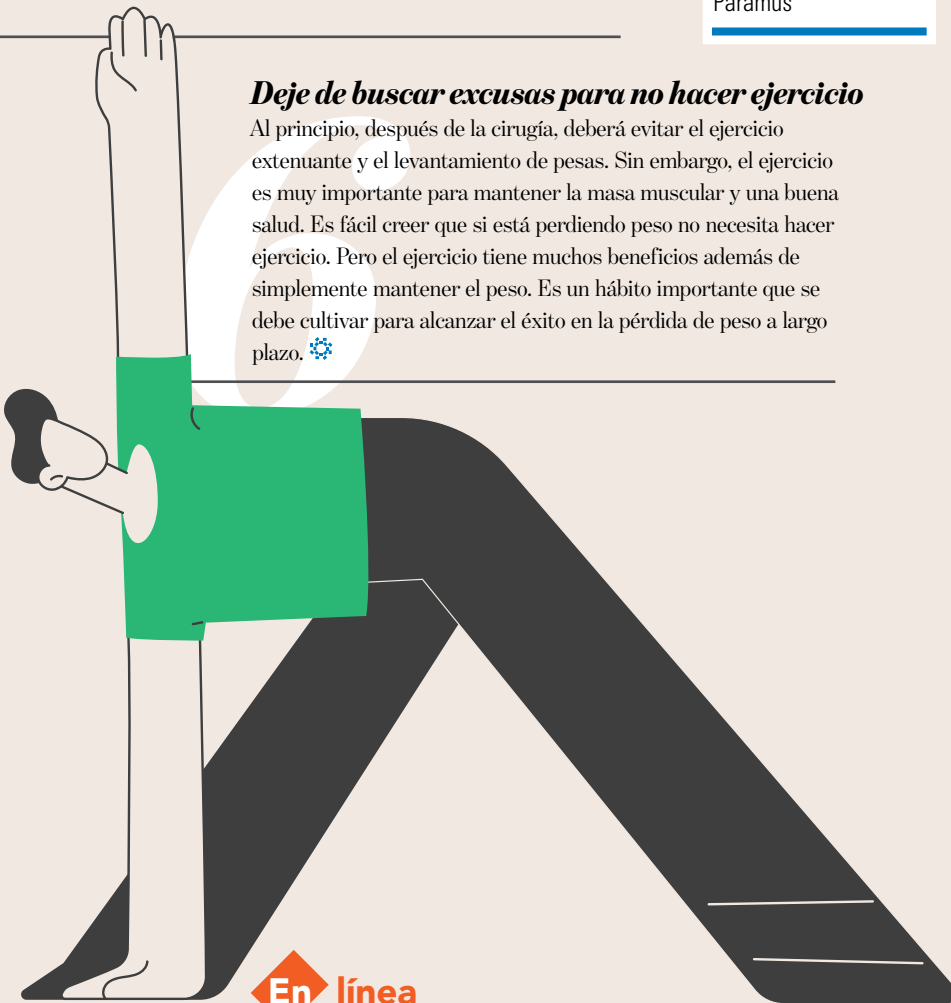 Paramus
Deje de buscar excusas para no hacer ejercicio
Al principio, después de la cirugía, deberá evitar el ejercicio
extenuante y el levantamiento de pesas. Sin embargo, el ejercicio
es muy importante para mantener la masa muscular y una buena
salud. Es fácil creer que si está perdiendo peso no necesita hacer
ejercicio. Pero el ejercicio tiene muchos beneficios además de
simplemente mantener el peso. Es un hábito importante que se
debe cultivar para alcanzar el éxito en la pérdida de peso a largo
plazo.
6
En línea